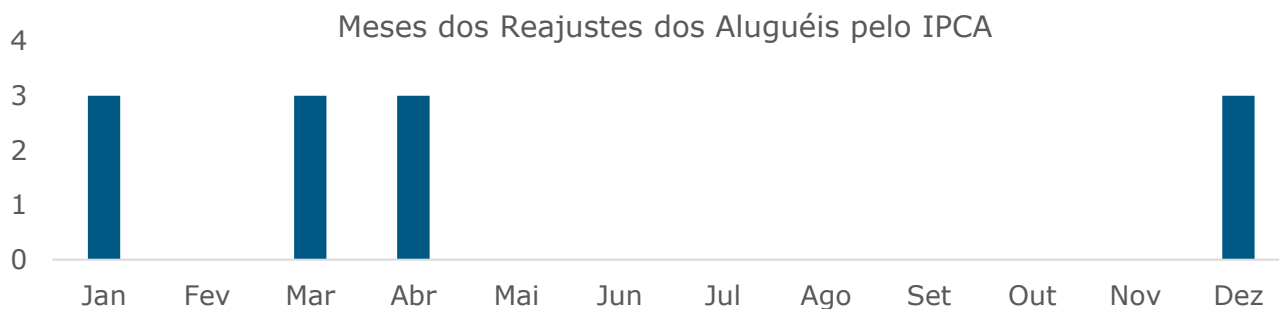 Meses dos Reajustes dos Aluguéis pelo IPCA
4
3
2
1
0
Jan Fev Mar Abr Mai Jun Jul Ago Set Out Nov Dez